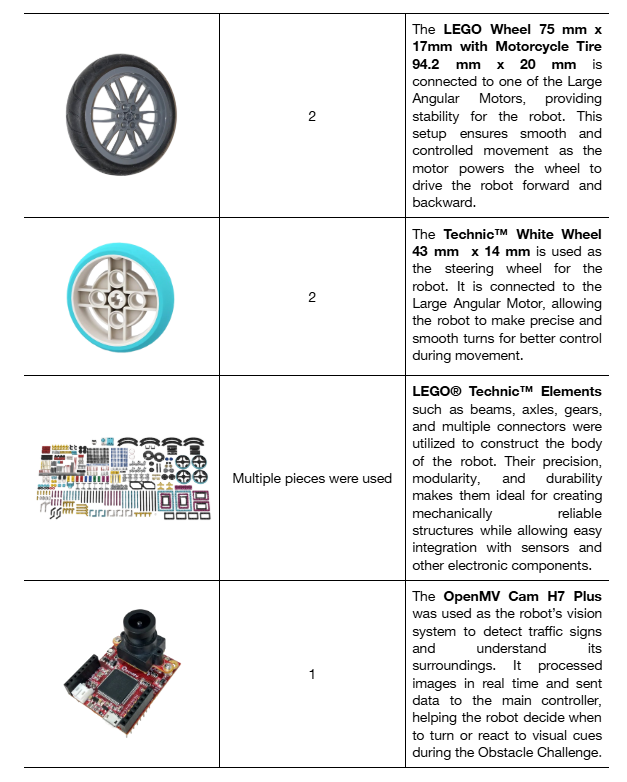 The LEGO Wheel 75 mm x
17mm with Motorcycle Tire
94.2 mm x 20 mm is
connected to one of the Large
Angular Motors, providing
stability for the robot. This
setup ensures smooth and
controlled movement as the
motor powers the wheel to
drive the robot forward and
backward.
2
The Technic™ White Wheel
43 mm x 14 mm is used as
the steering wheel for the
robot. It is connected to the
Large Angular Motor, allowing
the robot to make precise and
smooth turns for better control
during movement.
2
LEGO® Technic™ Elements
such as beams, axles, gears,
and multiple connectors were
utilized to construct the body
of the robot. Their precision,
modularity, and durability
makes them ideal for creating
mechanically reliable
structures while allowing easy
integration with sensors and
other electronic components.
Multiple pieces were used
The OpenMV Cam H7 Plus
was used as the robot’s vision
system to detect traffic signs
and understand its
surroundings. It processed
images in real time and sent
data to the main controller,
helping the robot decide when
to turn or react to visual cues
during the Obstacle Challenge.
1